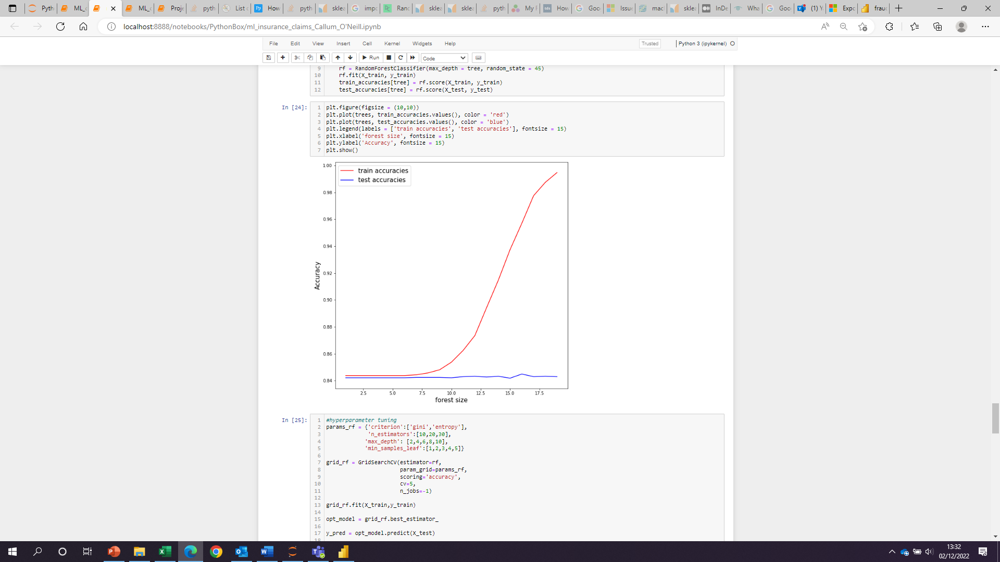 Pyth
ML_c
ML_c
Proje
pyth
List c
How
pyth
sklea
impc
Rand
sklea
sklea
pyth
My F
How
Goo
Issue
mac
sklea
InDe
Wha
Goo
(1) Y
Expc
frauc
localhost:8888/notebooks/PythonBox/ml_insurance_claims_Callum_O'Neill.ipynb
File Edit View Insert Cell Kernel Widgets Help
Trusted
Python 3 (ipykernel)
Run
Code
9 rf = RandomForestClassifier(max_depth = tree, random_state = 45)
10 rf.fit(X_train, y_train)
11 train_accuracies[tree] = rf.score(X_train, y_train)
12 test_accuracies[tree] = rf.score(X_test, y_test)
In [24]:
1 plt.figure(figsize = (10,10))
2 plt.plot(trees, train_accuracies.values(), color = 'red')
3 plt.plot(trees, test_accuracies.values(), color = 'blue')
4 plt.legend(labels = ['train accuracies', 'test accuracies'], fontsize = 15)
5 plt.xlabel('forest size', fontsize = 15)
6 plt.ylabel('Accuracy', fontsize = 15)
7 plt.show()
train accuracies
test accuracies
1.00
0.98
0.96
0.94
0.92
0.90
0.88
0.86
0.84
Accuracy
2.5 5.0 7.5 10.0 12.5 15.0 17.5
forest size
In [25]:
1 #hyperparameter tuning
2 params_rf = {'criterion':['gini','entropy'],
3 'n_estimators':[10,20,30],
4 'max_depth': [2,4,6,8,10],
5 'min_samples_leaf':[1,2,3,4,5]}
6
7 grid_rf = GridSearchCV(estimator=rf,
8 param_grid=params_rf,
9 scoring='accuracy',
10 cv=5,
11 n_jobs=-1)
12
13 grid_rf.fit(X_train,y_train)
14
15 opt_model = grid_rf.best_estimator_
16
17 y_pred = opt_model.predict(X_test)
18
13:32
02/12/2022